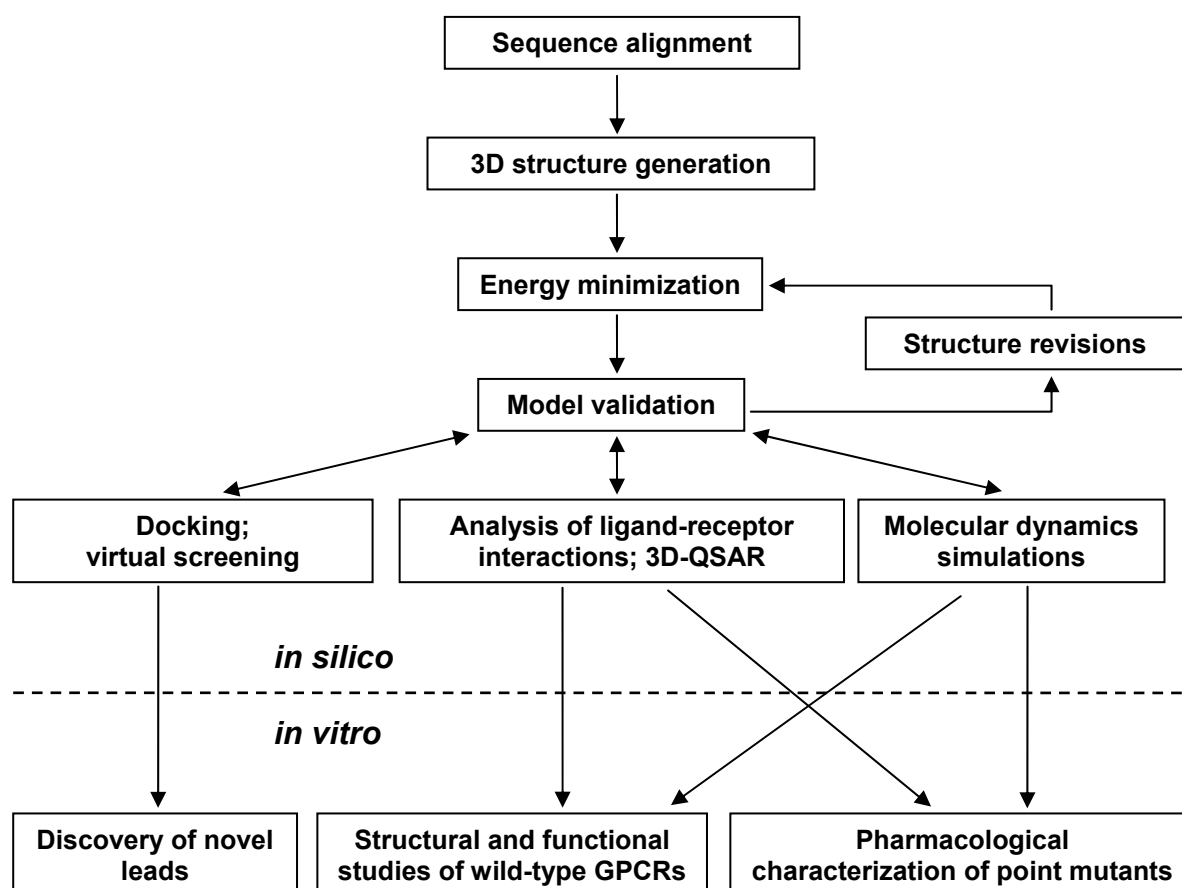 Sequence alignment
3D structure generation
Energy minimization
Structure revisions
Model validation
Docking;
virtual screening
Analysis of ligand-receptor
interactions; 3D-QSAR
Molecular dynamics
simulations
in silico
in vitro
Discovery of novel
leads
Structural and functional
studies of wild-type GPCRs
Pharmacological
characterization of point mutants